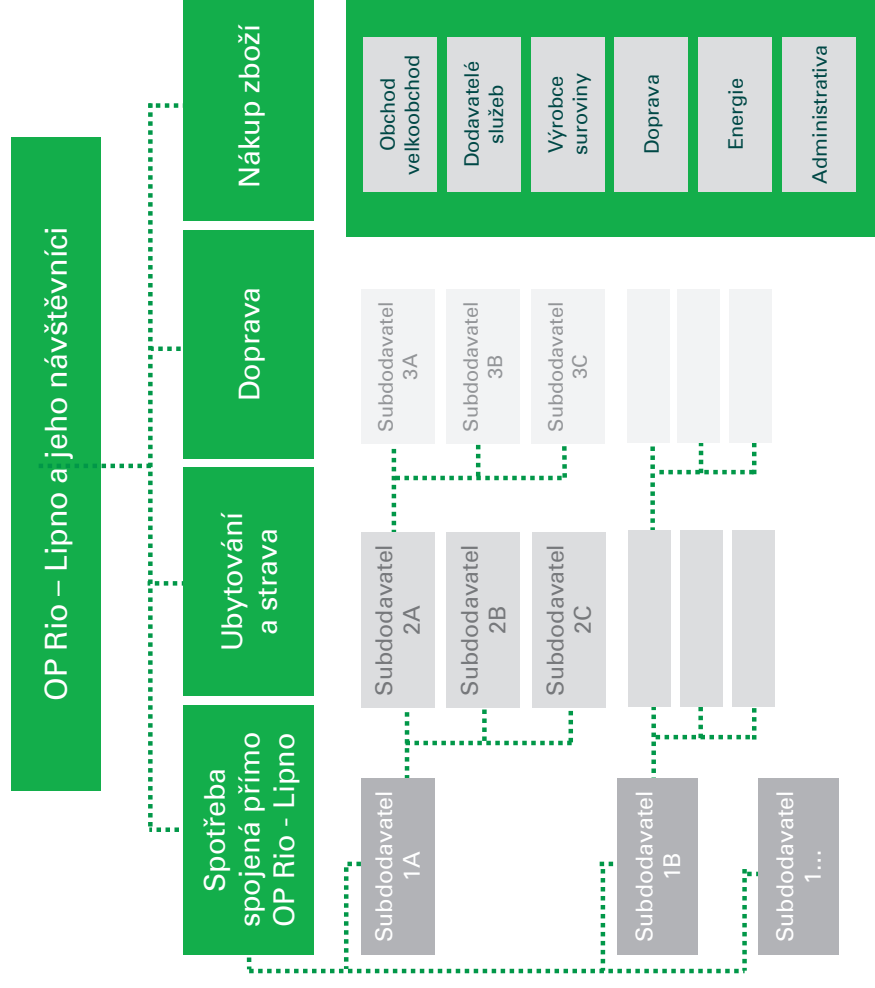 OP Rio – Lipno a jeho návštěvníci
Spotřeba
spojená přímo
OP Rio - Lipno
Ubytování
a strava
Doprava
Nákup zboží
Subdodavatel
1A
Subdodavatel
1B
Subdodavatel
1...
Subdodavatel
2A
Subdodavatel
2B
Subdodavatel
2C
Subdodavatel
3A
Subdodavatel
3B
Subdodavatel
3C
Obchod
velkoobchod
Dodavatelé
služeb
Výrobce
suroviny
Doprava
Energie
Administrativa